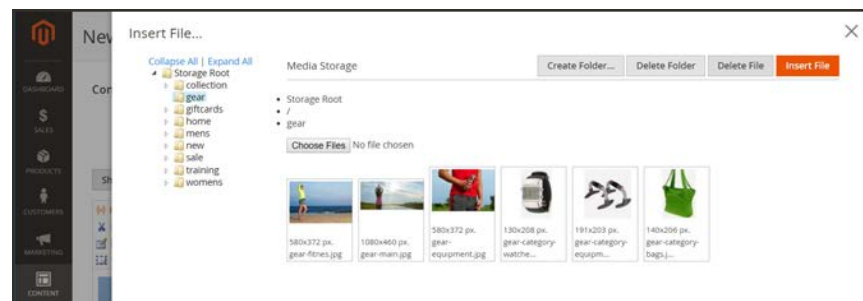 New
Insert File...
Collapse All | Expand All
Storage Root
collection
gear
giftcards
home
mens
new
sale
training
womens
Media Storage
Create Folder...
Delete Folder
Delete File
Insert File
Storage Root
/
gear
Choose Files No file chosen
580x372 px.
gear-fitnes.jpg
1080x460 px.
gear-main.jpg
580x372 px.
gear-
equipment.jpg
130x208 px.
gear-category-
watche...
191x203 px.
gear-category-
equipm...
140x206 px.
gear-category-
bags.j...
DASHBOARD
SALES
PRODUCTS
CUSTOMERS
MARKETING
CONTENT
Con
Sh